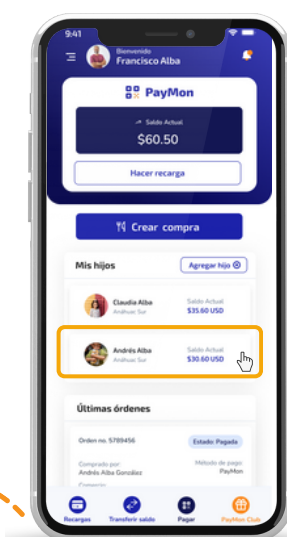 9:41
Bienvenido
Francisco Alba
PayMon
Saldo Actual
$60.50
Hacer recarga
Crear compra
Mis hijos
Agregar hijo
Claudia Alba
Anáhuac Sur
Saldo Actual
$35.60 USD
Andrés Alba
Anáhuac Sur
Saldo Actual
$30.60 USD
Últimas órdenes
Orden no. 5789456
Estado: Pagada
Comprado por:
Andrés Alba González
Método de pago:
PayMon
Comercio:
Recargas
Transferir saldo
Pagar
PayMon Club